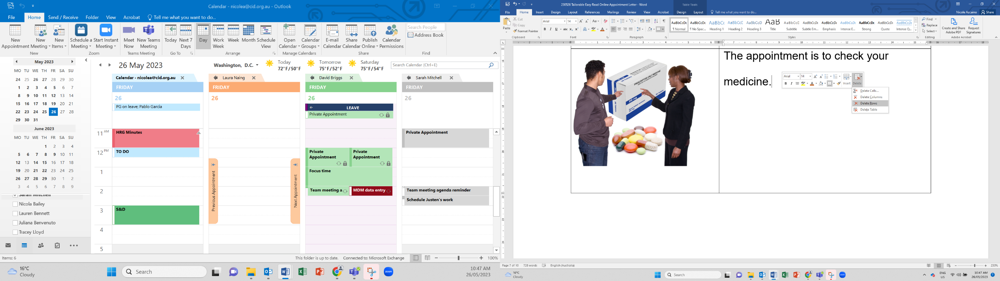 Calendar - nicolea@cid.org.au - Outlook
File Home Send / Receive Folder View Acrobat Tell me what you want to do...
New Appointment New Meeting New Items Schedule a Meeting Start Instant Meeting Meet Now New Teams Meeting Today Next 7 Days Day Work Week Week Month Schedule View Open Calendar Calendar Groups E-mail Calendar Share Calendar Publish Online Calendar Permissions Search People
Address Book
New Zoom Teams Meeting Go To Arrange Manage Calendars Share Find
May 2023
MO TU WE TH FR SA SU
24 25 26 27 28 29 30
1 2 3 4 5 6 7
8 9 10 11 12 13 14
15 16 17 18 19 20 21
22 23 24 25 26 27 28
29 30 31
June 2023
MO TU WE TH FR SA SU
1 2 3 4
5 6 7 8 9 10 11
12 13 14 15 16 17 18
19 20 21 22 23 24 25
26 27 28 29 30 1 2
3 4 5 6 7 8 9
Sarah Mitchell
Nicola Bailey
Lauren Bennett
Juliana Benvenuto
Tracey Lloyd
26 May 2023
Washington, D.C.
Today
72°F/50°F
Tomorrow
75°F/52°F
Saturday
75°F/54°F
Search Calendar (Ctrl+E)
Calendar - nicolea@cid.org.au
Laura Naing
David Briggs
Sarah Mitchell
FRIDAY FRIDAY FRIDAY FRIDAY
26 26 26 26
PG on leave; Pablo Garcia
LEAVE
Private Appointment
11 AM
HRG Minutes
Private Appointment
12 PM
TO DO
Private Appointment
Private Appointment
1
Focus time
Previous Appointment
Next Appointment
2
Team meeting a
MDM data entry
Team meeting agenda reminder
Schedule Justen's work
3
S&D
4
5
Items: 6
This folder is up to date. Connected to: Microsoft Exchange
100%
16°C
Cloudy
Search
zoom
10:47 AM
26/05/2023
230526 Tailorable Easy Read Online Appointment Letter - Word
Table Tools
File Home Insert Design Layout References Mailings Review View Acrobat Design Layout Tell me what you want to do...
Nicole Ascaino Share
Paste
Cut
Copy
Format Painter
Arial 14
Normal
No Spac...
Heading 1
Heading 2
Heading 3
Title
Subtitle
Subtle Em...
Emphasis
Intense E...
Strong
Quote
Intense Q...
Find
Replace
Select
Create and Share Adobe PDF
Request Signatures
Clipboard Font Paragraph Styles Editing Adobe Acrobat
The appointment is to check your
medicine.
PRESCRIPTION ONLY MEDICINE
20 mg
30 Tablets
Arial 14
Insert Delete
Delete Cells...
Delete Columns
Delete Rows
Delete Table
Page 7 of 10 728 words English (Australia)
230%
16°C
Cloudy
Search
ENG
US
10:47 AM
26/05/2023